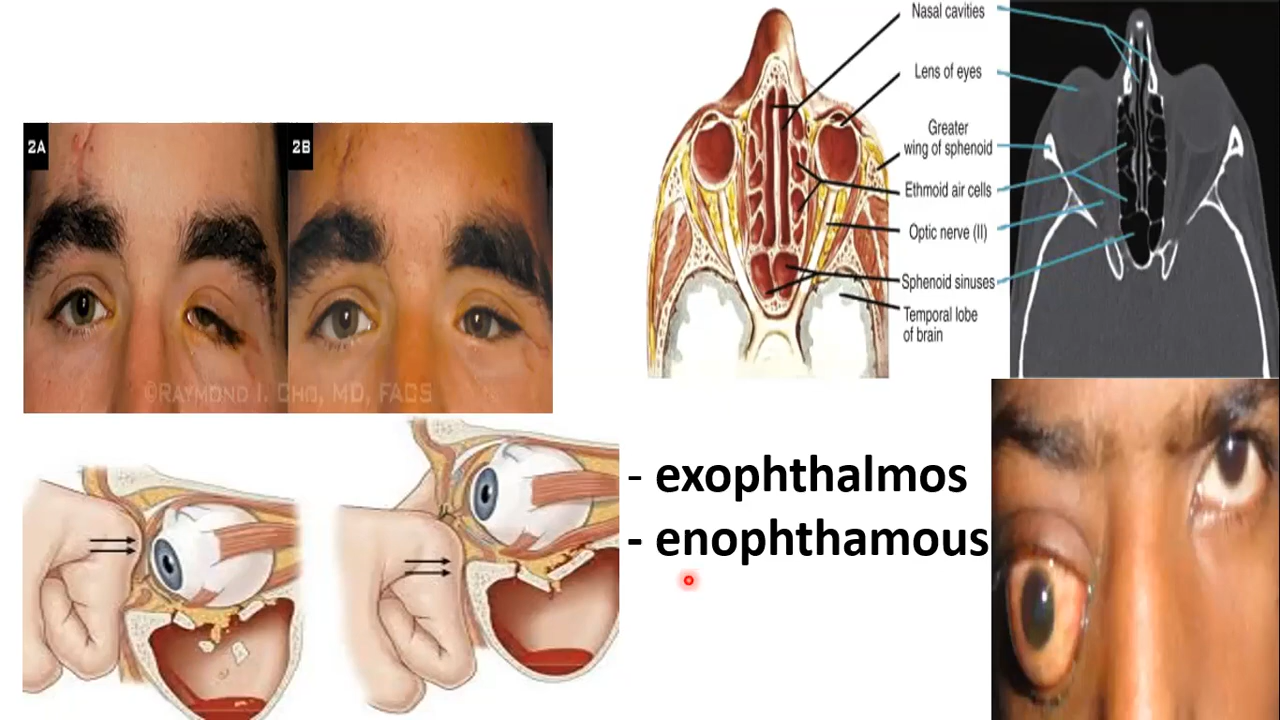 2A
2B
©RAYMOND I. CHO, MD, FACS
Nasal cavities
Lens of eyes
Greater
wing of sphenoid
Ethmoid air cells
Optic nerve (II)
Sphenoid sinuses
Temporal lobe
of brain
- exophthalmos
- enophthamous